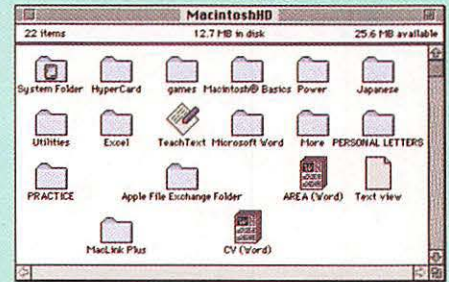 MacintoshHD
22 items 12.7 MB in disk 25.6 MB available
System Folder HyperCard games Macintosh® Basics Power Japanese
Utilities Excel TeachText Microsoft Word More PERSONAL LETTERS
PRACTICE Apple File Exchange Folder AREA (Word) Text view
MacLink Plus CV (Word)